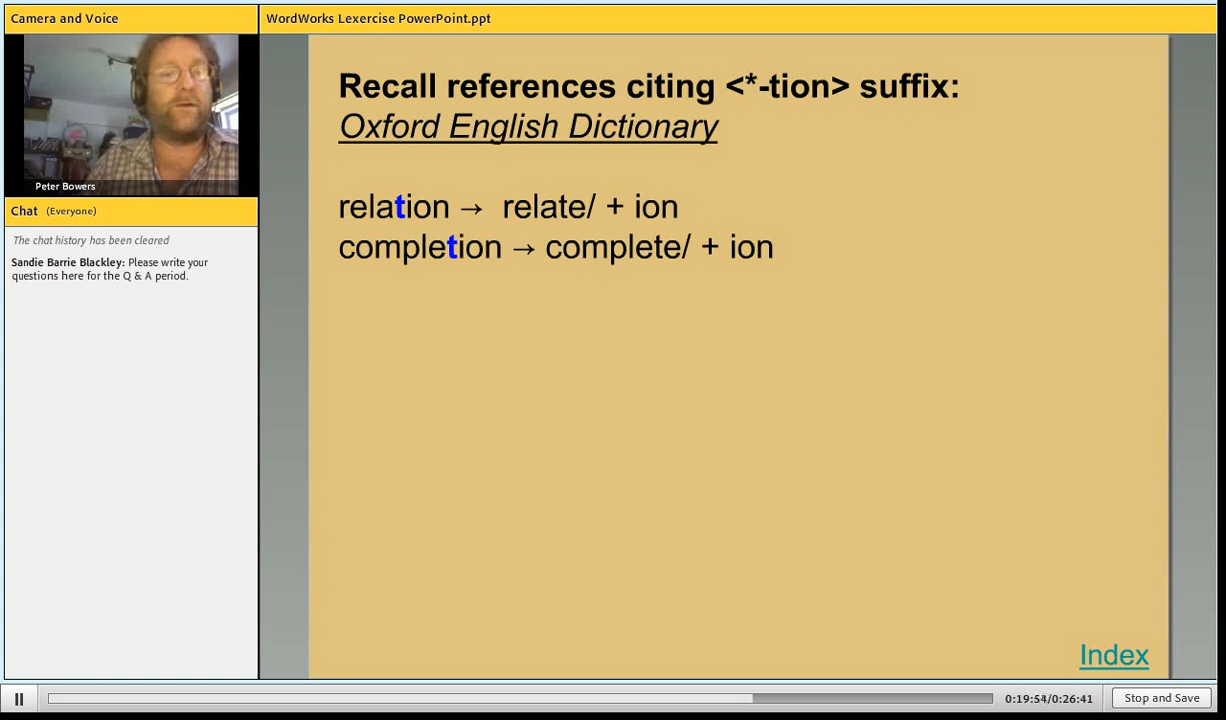 Camera and Voice
WordWorks Lexercise PowerPoint.ppt
Peter Bowers
Chat (Everyone)
The chat history has been cleared
Sandie Barrie Blackley: Please write your
questions here for the Q & A period.
Recall references citing <*-tion> suffix:
Oxford English Dictionary
relation → relate/ + ion
completion → complete/ + ion
Index
0:19:54/0:26:41
Stop and Save